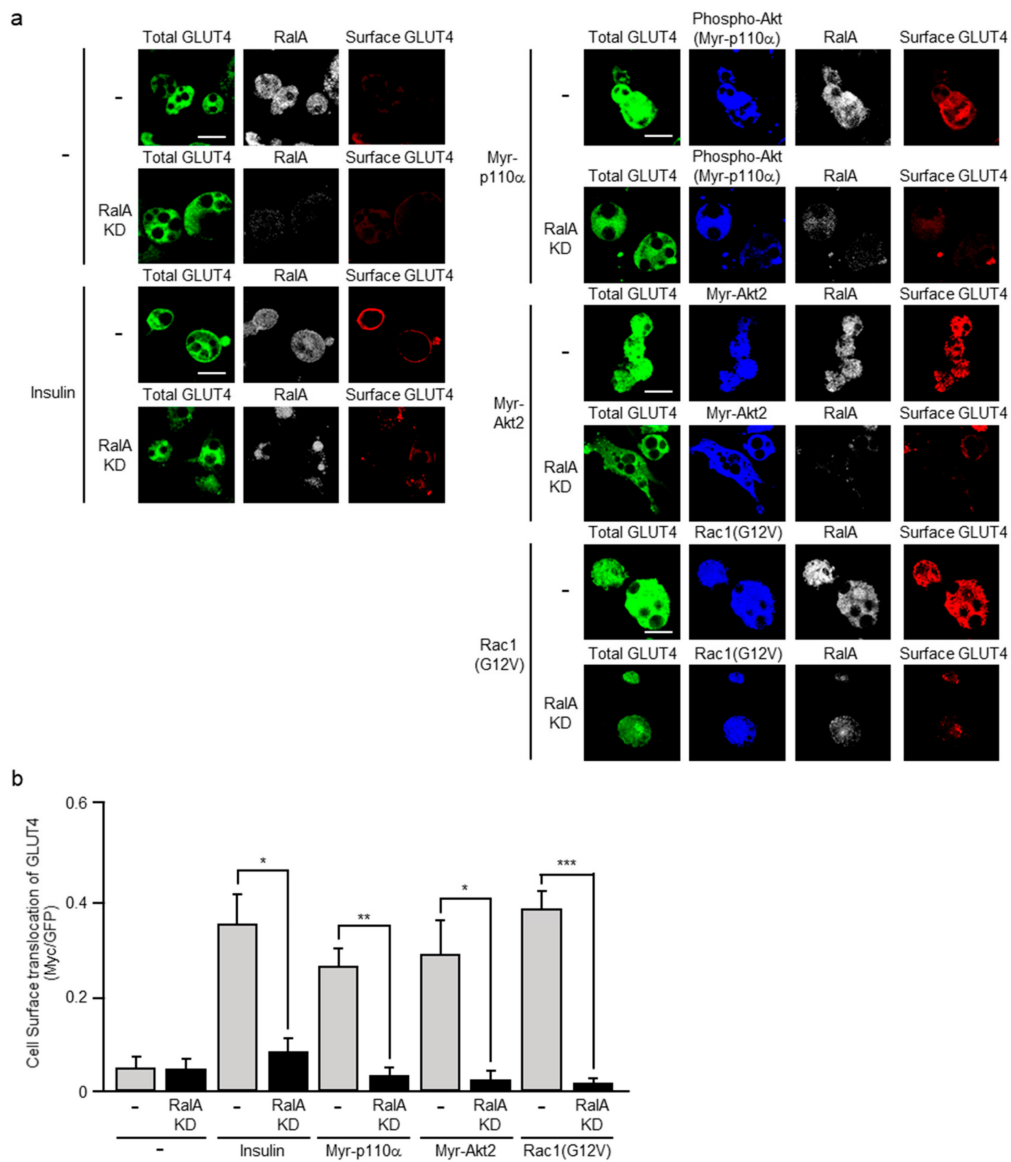 a
Total GLUT4 RalA Surface GLUT4
-
-
Total GLUT4 RalA Surface GLUT4
RalA
KD
Total GLUT4 RalA Surface GLUT4
-
Insulin
Total GLUT4 RalA Surface GLUT4
RalA
KD
Phospho-Akt
Total GLUT4 (Myr-p110α) RalA Surface GLUT4
-
Myr-
p110α
Phospho-Akt
Total GLUT4 (Myr-p110α) RalA Surface GLUT4
RalA
KD
Total GLUT4 Myr-Akt2 RalA Surface GLUT4
-
Myr-
Akt2
Total GLUT4 Myr-Akt2 RalA Surface GLUT4
RalA
KD
Total GLUT4 Rac1(G12V) RalA Surface GLUT4
-
Rac1
(G12V)
Total GLUT4 Rac1(G12V) RalA Surface GLUT4
RalA
KD
b
Cell Surface translocation of GLUT4
(Myc/GFP)
0.6
0.4
0.2
0
* ** * ***
- RalA - RalA - RalA - RalA - RalA
KD KD KD KD KD
- Insulin Myr-p110α Myr-Akt2 Rac1(G12V)